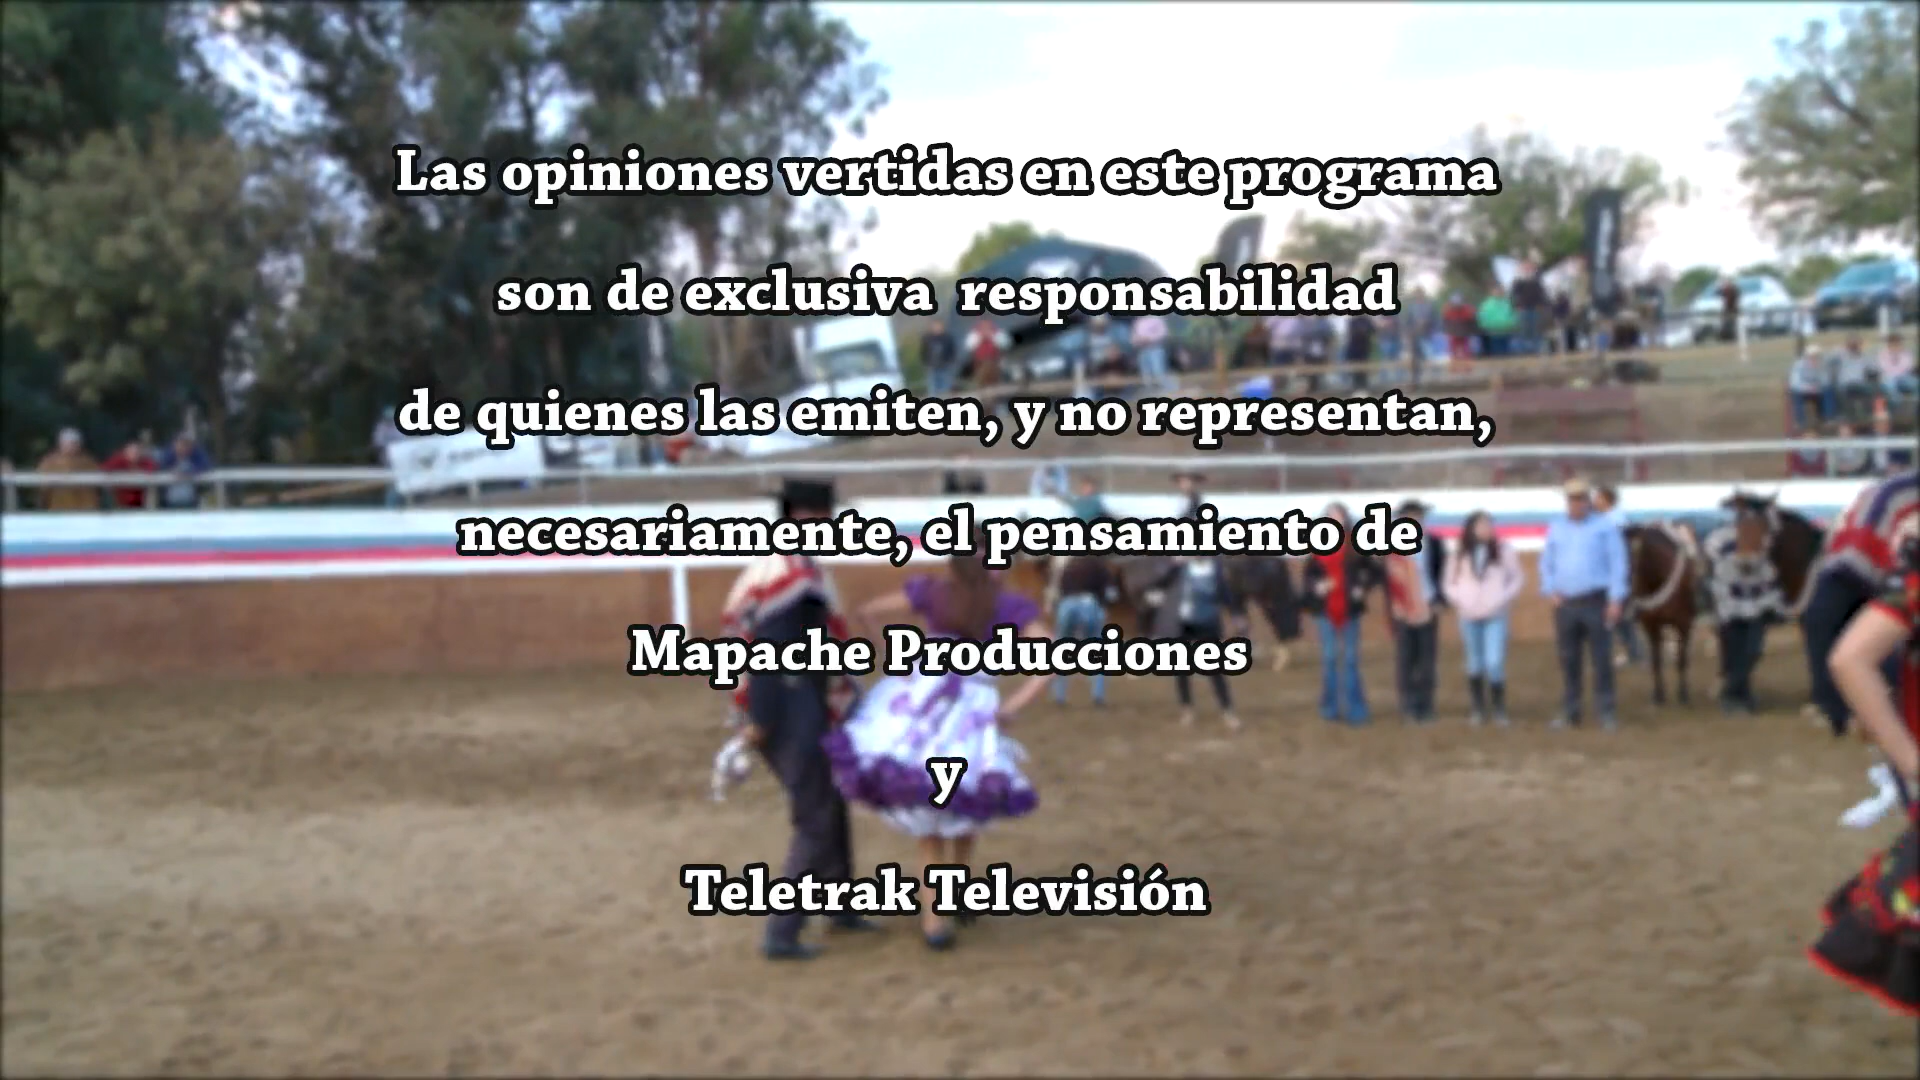 Las opiniones vertidas en este programa
son de exclusiva responsabilidad
de quienes las emiten, y no representan,
necesariamente, el pensamiento de
Mapache Producciones
y
Teletrak Televisión